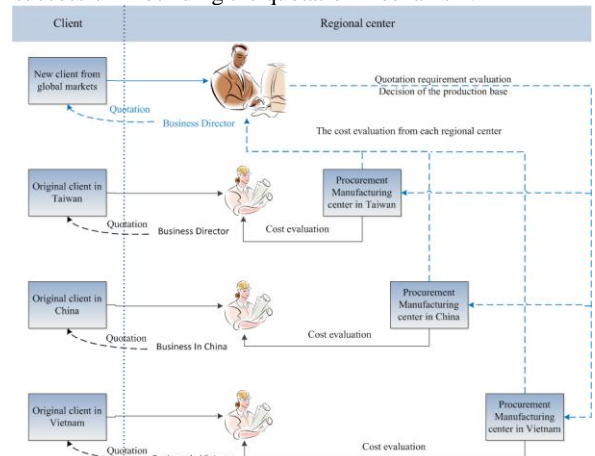 Client
Regional center
New client from
global markets
Quotation
Business Director
Quotation requirement evaluation
Decision of the production base
The cost evaluation from each regional center
Original client in
Taiwan
Quotation
Business Director
Cost evaluation
Procurement
Manufacturing
center in Taiwan
Original client in
China
Quotation
Business In China
Cost evaluation
Procurement
Manufacturing
center in China
Original client in
Vietnam
Quotation
Cost evaluation
Procurement
Manufacturing
center in Vietnam